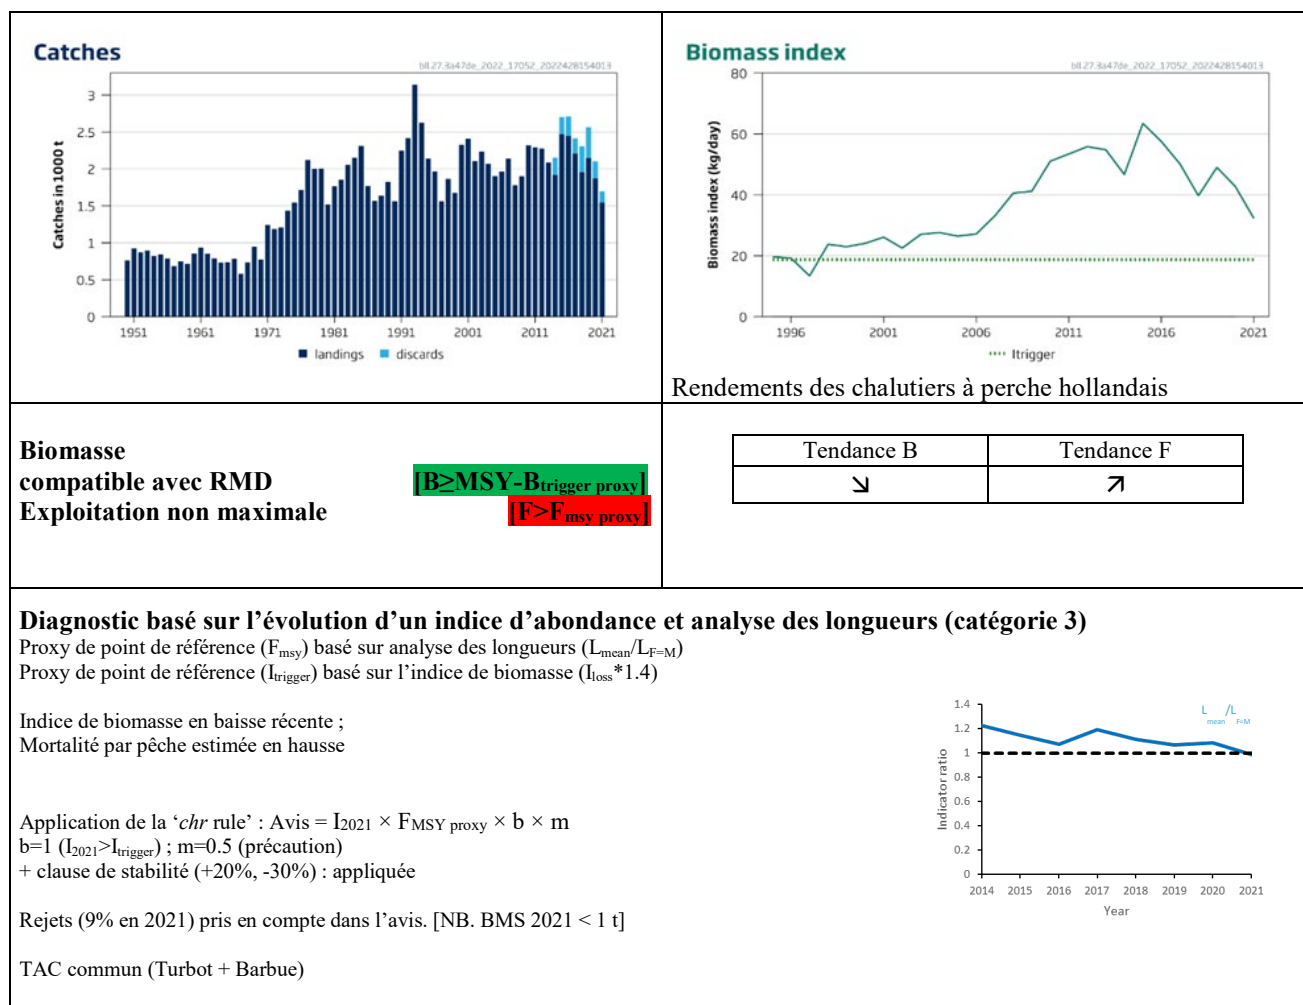 Catches
bll.27.3a47de_2022_17052_2022428154013
Catches in 1000 t
3
2.5
2
1.5
1
0.5
0
1951 1961 1971 1981 1991 2001 2011 2021
landings discards
Biomass index
bll.27.3a47de_2022_17052_2022428154013
Biomass index (kg/day)
80
60
40
20
0
1996 2001 2006 2011 2016 2021
Itrigger
Rendements des chalutiers à perche hollandais
Biomasse
compatible avec RMD [B≥MSY-Btrigger proxy]
Exploitation non maximale [F>Fmsy proxy]
Tendance B Tendance F
↘ ↗
Diagnostic basé sur l’évolution d’un indice d’abondance et analyse des longueurs (catégorie 3)
Proxy de point de référence (Fmsy) basé sur analyse des longueurs (Lmean/LF=M)
Proxy de point de référence (Itrigger) basé sur l’indice de biomasse (Iloss*1.4)
Indice de biomasse en baisse récente ;
Mortalité par pêche estimée en hausse
Application de la ‘chr rule’ : Avis = I2021 × FMSY proxy × b × m
b=1 (I2021>Itrigger) ; m=0.5 (précaution)
+ clause de stabilité (+20%, -30%) : appliquée
Rejets (9% en 2021) pris en compte dans l’avis. [NB. BMS 2021 < 1 t]
TAC commun (Turbot + Barbue)
Lmean/LF=M
Indicator ratio
1.4
1.2
1
0.8
0.6
0.4
0.2
0
2014 2015 2016 2017 2018 2019 2020 2021
Year